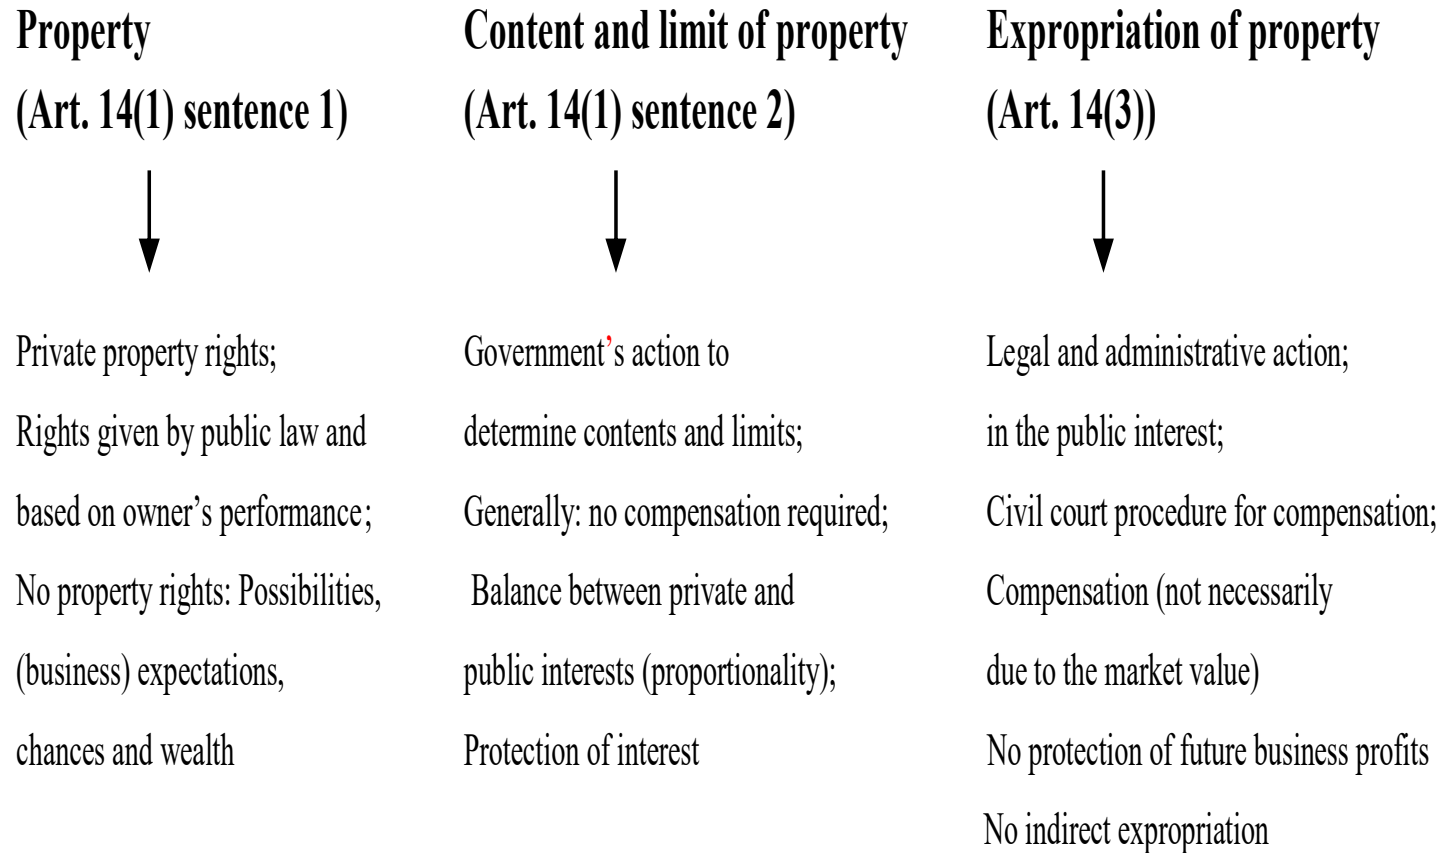 Property
(Art. 14(1) sentence 1)
Private property rights;
Rights given by public law and
based on owner’s performance;
No property rights: Possibilities,
(business) expectations,
chances and wealth
Content and limit of property
(Art. 14(1) sentence 2)
Government’s action to
determine contents and limits;
Generally: no compensation required;
Balance between private and
public interests (proportionality);
Protection of interest
Expropriation of property
(Art. 14(3))
Legal and administrative action;
in the public interest;
Civil court procedure for compensation;
Compensation (not necessarily
due to the market value)
No protection of future business profits
No indirect expropriation